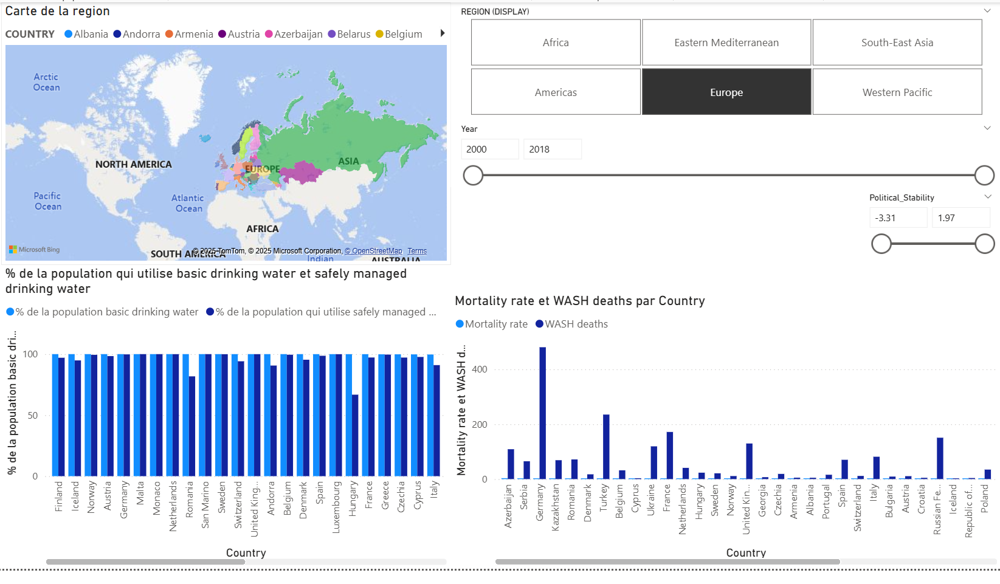 Carte de la region
COUNTRY Albania Andorra Armenia Austria Azerbaijan Belarus Belgium
Arctic
Ocean
NORTH AMERICA
EUROPE
ASIA
Pacific
Ocean
Atlantic
Ocean
AFRICA
Microsoft Bing
SOUTH AMERICA
© 2025 TomTom, © 2025 Microsoft Corporation, © OpenStreetMap Terms
Indian
AUSTRALIA
REGION (DISPLAY)
Africa Eastern Mediterranean South-East Asia
Americas Europe Western Pacific
Year
2000 2018
Political_Stability
-3.31 1.97
% de la population qui utilise basic drinking water et safely managed
drinking water
% de la population basic drinking water % de la population qui utilise safely managed ...
% de la population basic dri...
100
50
0
Finland
Iceland
Norway
Austria
Germany
Malta
Monaco
Netherlands
Romania
San Marino
Sweden
Switzerland
United King...
Andorra
Belgium
Denmark
Spain
Luxembourg
Hungary
France
Greece
Czechia
Cyprus
Italy
Country
Mortality rate et WASH deaths par Country
Mortality rate WASH deaths
Mortality rate et WASH d...
400
200
0
Azerbaijan
Serbia
Germany
Kazakhstan
Romania
Denmark
Turkey
Belgium
Cyprus
Ukraine
France
Netherlands
Hungary
Sweden
Norway
United Kin...
Georgia
Czechia
Armenia
Albania
Portugal
Spain
Switzerland
Italy
Bulgaria
Austria
Croatia
Russian Fe...
Iceland
Republic of...
Poland
Country